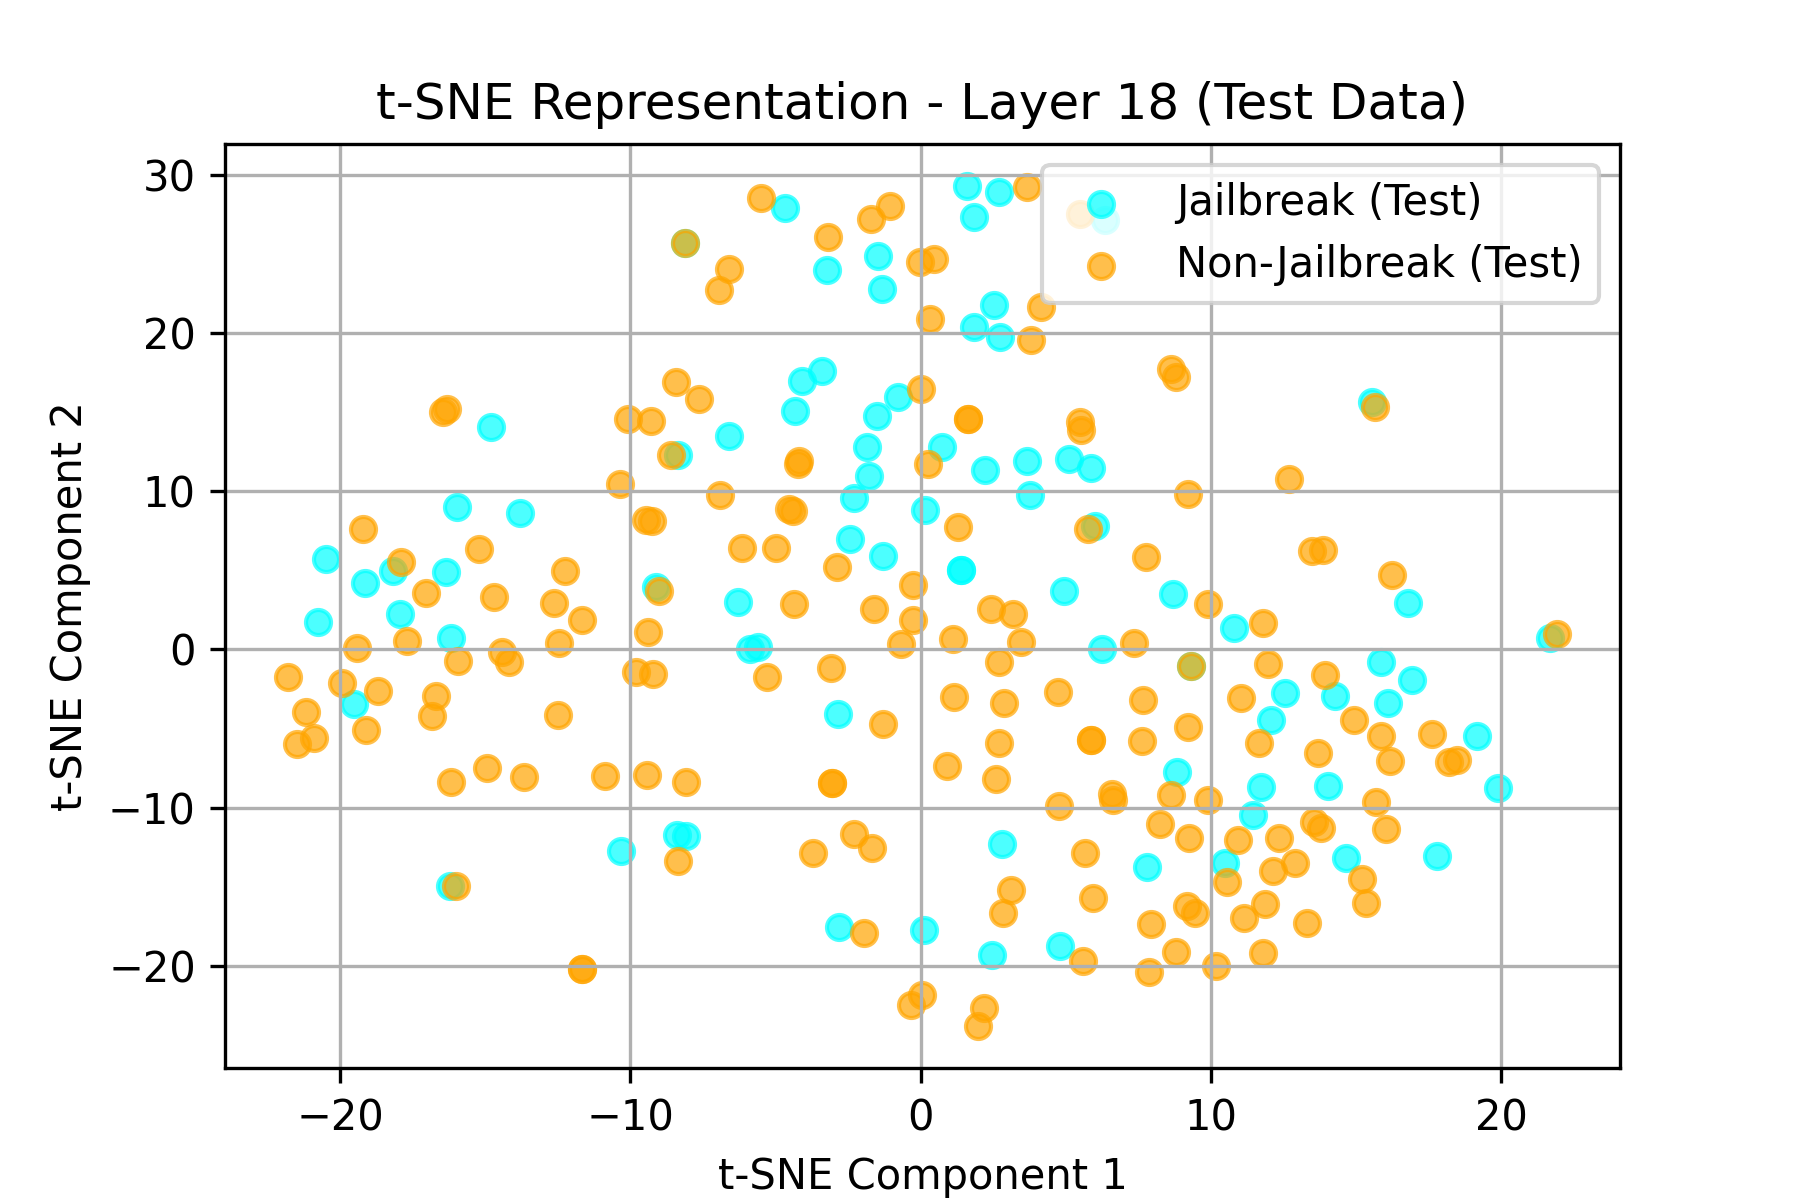 t-SNE Representation - Layer 18 (Test Data)
Jailbreak (Test)
Non-Jailbreak (Test)
30
20
10
0
−10
−20
t-SNE Component 2
−20
−10
0
10
20
t-SNE Component 1